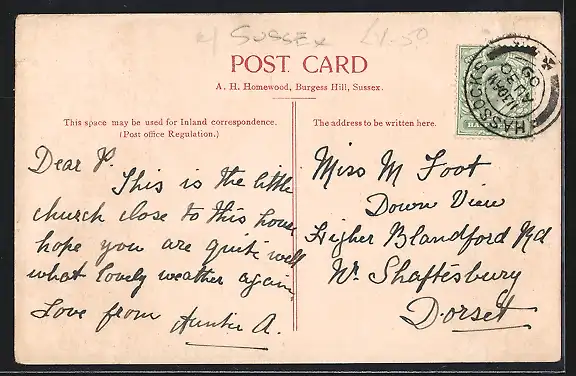 SUSSEX £1.50
POST CARD
A. H. Homewood, Burgess Hill, Sussex.
This space may be used for Inland correspondence.
(Post office Regulation.)
The address to be written here.
HASSOCKS
Dear P.
This is the little
church close to this house
hope you are quite well
what lovely weather again
Love from Auntie A.
Miss M Foot
Down View
Higher Blandford Rd
Nr Shaftesbury
Dorset